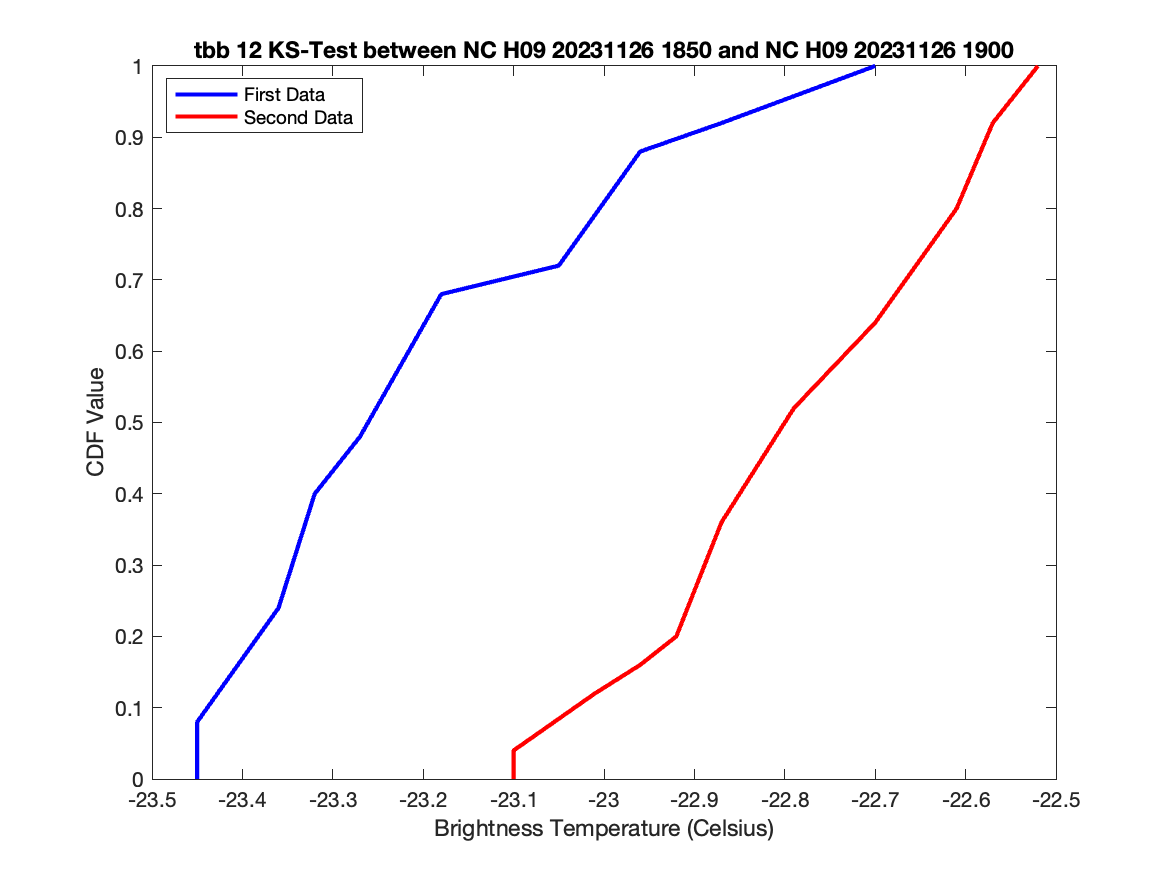 tbb 12 KS-Test between NC H09 20231126 1850 and NC H09 20231126 1900
First Data
Second Data
1
0.9
0.8
0.7
0.6
0.5
0.4
0.3
0.2
0.1
0
CDF Value
-23.5 -23.4 -23.3 -23.2 -23.1 -23 -22.9 -22.8 -22.7 -22.6 -22.5
Brightness Temperature (Celsius)